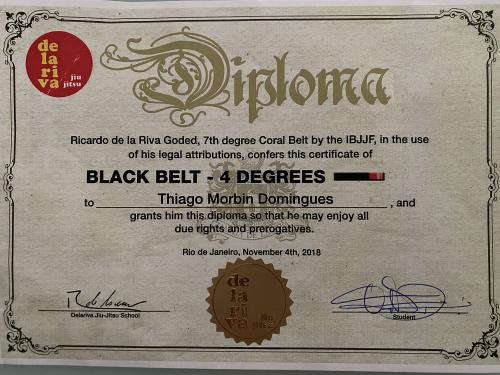 de
la
ri
va
jiu
jitsu
Diploma
Ricardo de la Riva Goded, 7th degree Coral Belt by the IBJJF, in the use
of his legal attributions, confers this certificate of
BLACK BELT - 4 DEGREES
to Thiago Morbin Domingues, and
grants him this diploma so that he may enjoy all
due rights and prerogatives.
Rio de Janeiro, November 4th, 2018
de
la
ri
va
jiu
jitsu
Delariva Jiu-Jitsu School
Student